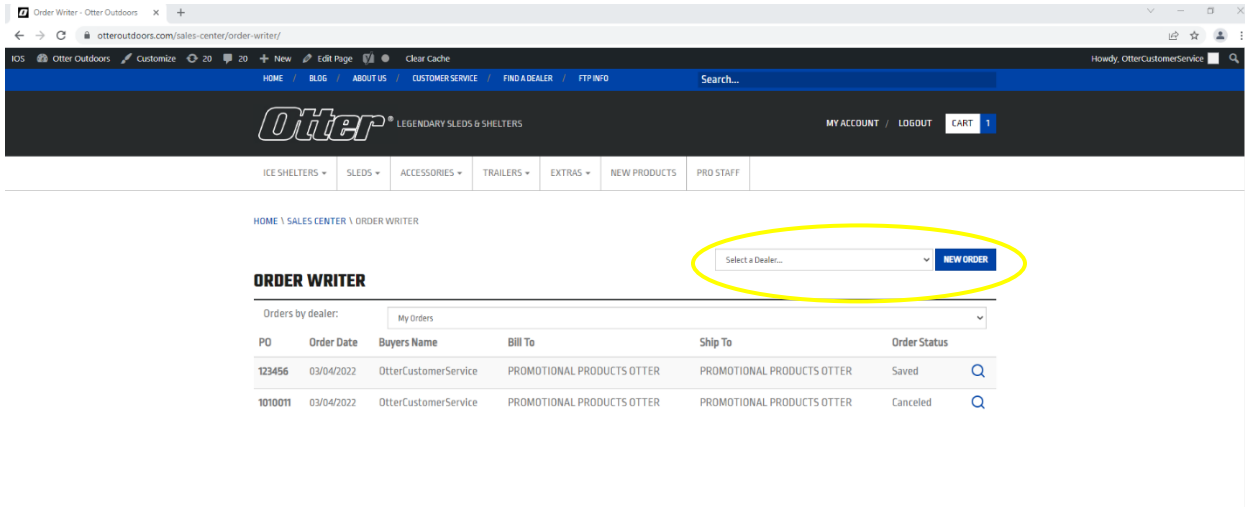 Order Writer - Otter Outdoors
otteroutdoors.com/sales-center/order-writer/
IOS Otter Outdoors Customize 20 20 New Edit Page Clear Cache Howdy, OtterCustomerService
HOME / BLOG / ABOUT US / CUSTOMER SERVICE / FIND A DEALER / FTP INFO Search...
Otter® LEGENDARY SLEDS & SHELTERS MY ACCOUNT / LOGOUT CART 1
ICE SHELTERS SLEDS ACCESSORIES TRAILERS EXTRAS NEW PRODUCTS PRO STAFF
HOME \ SALES CENTER \ ORDER WRITER
Select a Dealer... NEW ORDER
ORDER WRITER
Orders by dealer: My Orders
PO Order Date Buyers Name Bill To Ship To Order Status
123456 03/04/2022 OtterCustomerService PROMOTIONAL PRODUCTS OTTER PROMOTIONAL PRODUCTS OTTER Saved
1010011 03/04/2022 OtterCustomerService PROMOTIONAL PRODUCTS OTTER PROMOTIONAL PRODUCTS OTTER Canceled